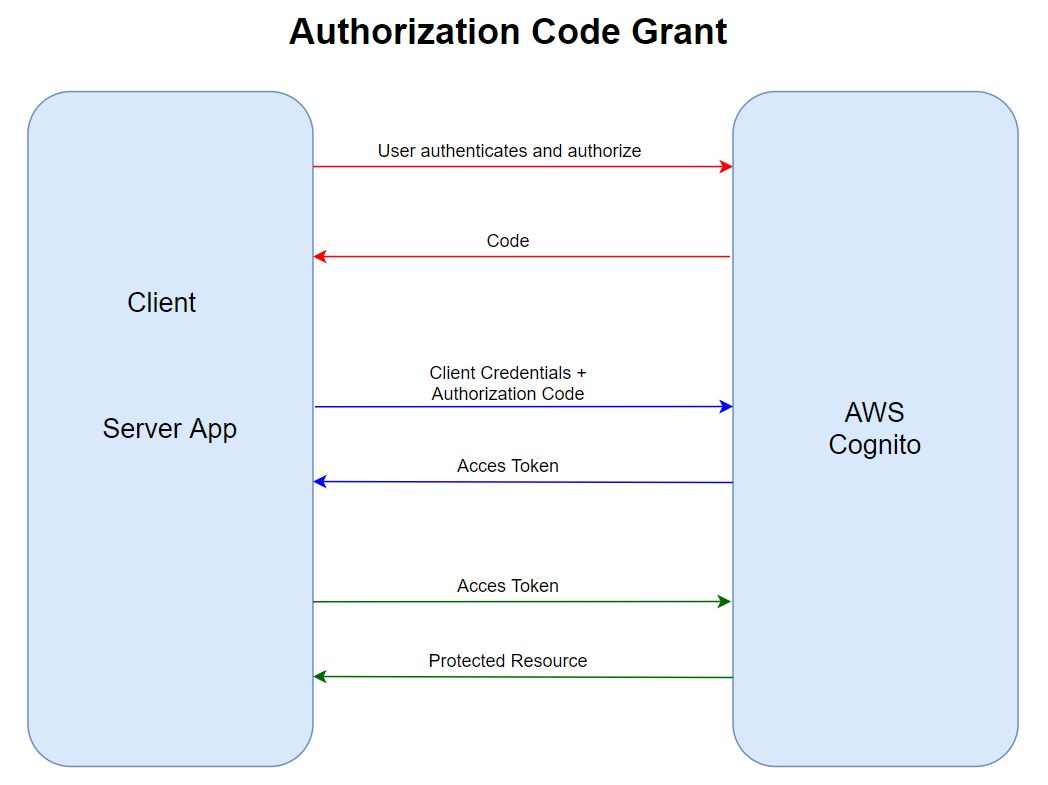 Authorization Code Grant
User authenticates and authorize
Code
Client
Client Credentials +
Authorization Code
Server App
AWS
Cognito
Acces Token
Acces Token
Protected Resource